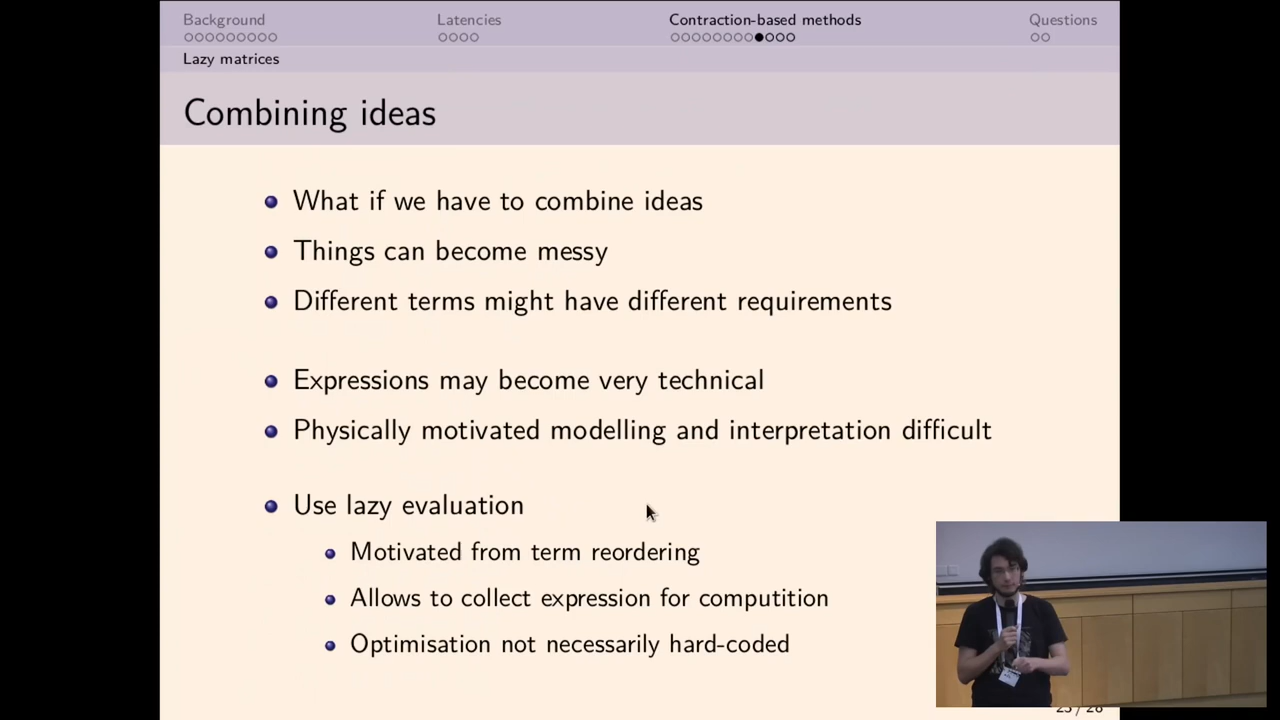 Background Latencies Contraction-based methods Questions
Lazy matrices
Combining ideas
What if we have to combine ideas
Things can become messy
Different terms might have different requirements
Expressions may become very technical
Physically motivated modelling and interpretation difficult
Use lazy evaluation
Motivated from term reordering
Allows to collect expression for computition
Optimisation not necessarily hard-coded